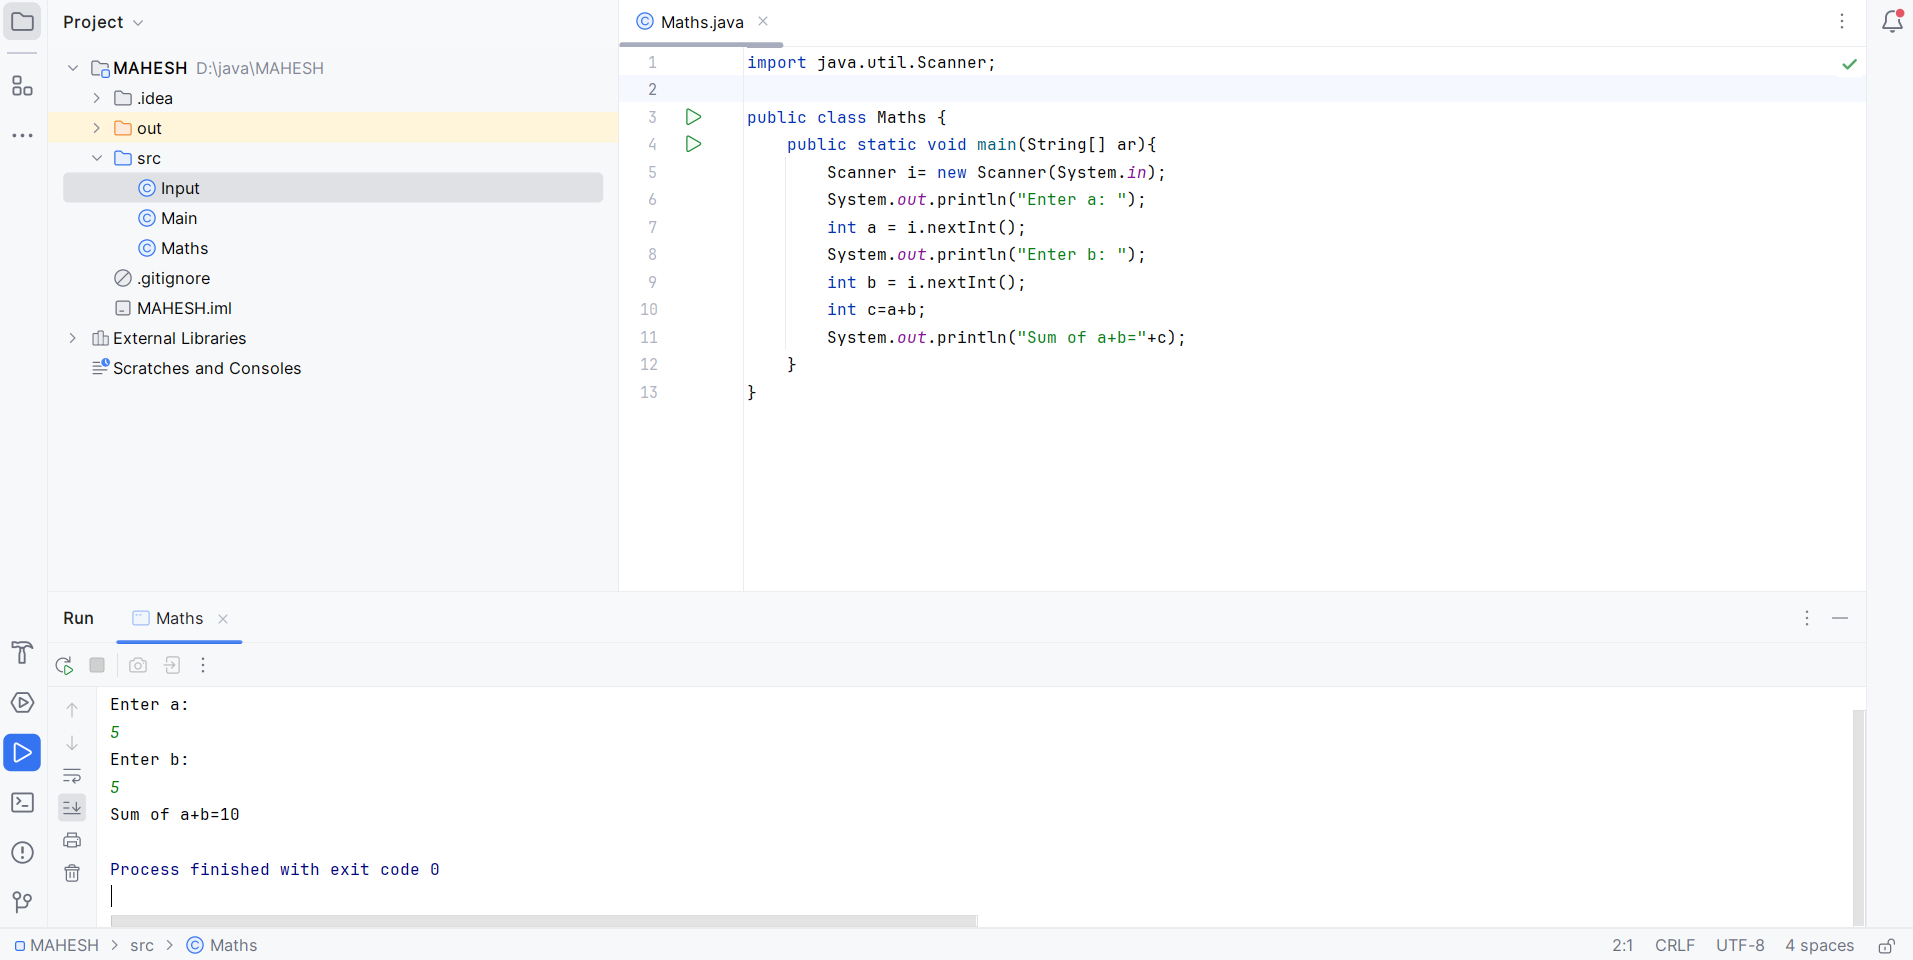 Project
MAHESH D:\java\MAHESH
.idea
out
src
Input
Main
Maths
.gitignore
MAHESH.iml
External Libraries
Scratches and Consoles
Maths.java
1 import java.util.Scanner;
2
3 public class Maths {
4 public static void main(String[] ar){
5 Scanner i= new Scanner(System.in);
6 System.out.println("Enter a: ");
7 int a = i.nextInt();
8 System.out.println("Enter b: ");
9 int b = i.nextInt();
10 int c=a+b;
11 System.out.println("Sum of a+b="+c);
12 }
13 }
Run Maths
Enter a:
5
Enter b:
5
Sum of a+b=10
Process finished with exit code 0
MAHESH > src > Maths 2:1 CRLF UTF-8 4 spaces